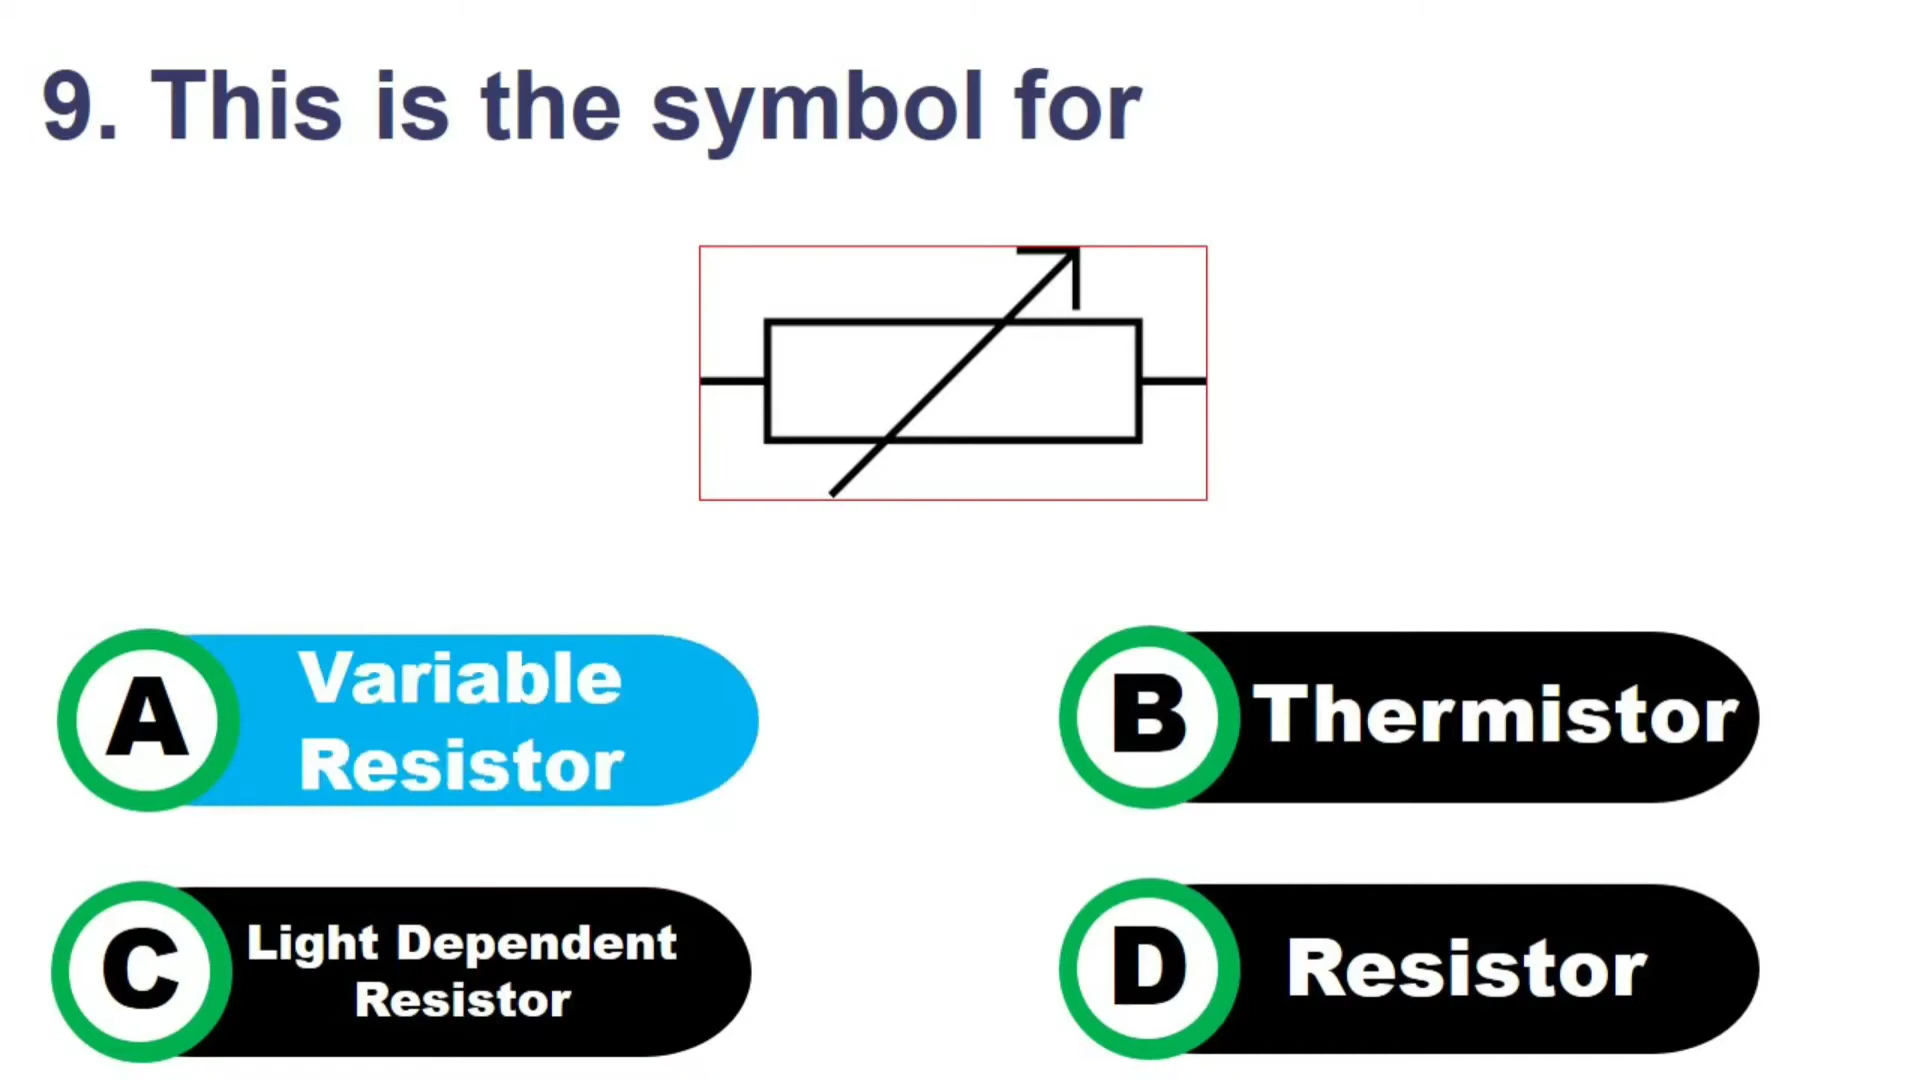 9. This is the symbol for
A
Variable
Resistor
B
Thermistor
C
Light Dependent
Resistor
D
Resistor